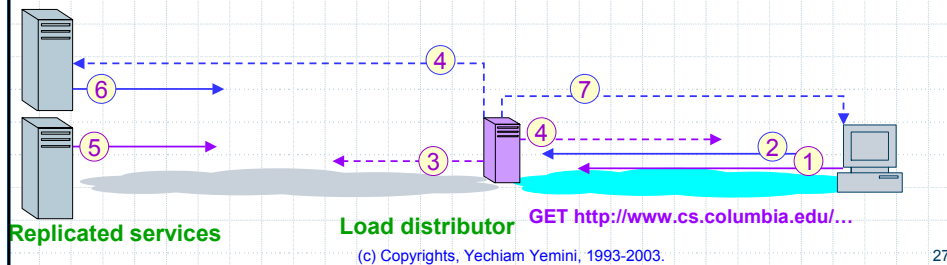 4
6
7
4
2
5
3
1
GET http://www.cs.columbia.edu/…
Load distributor
Replicated services
(c) Copyrights, Yechiam Yemini, 1993-2003.
27